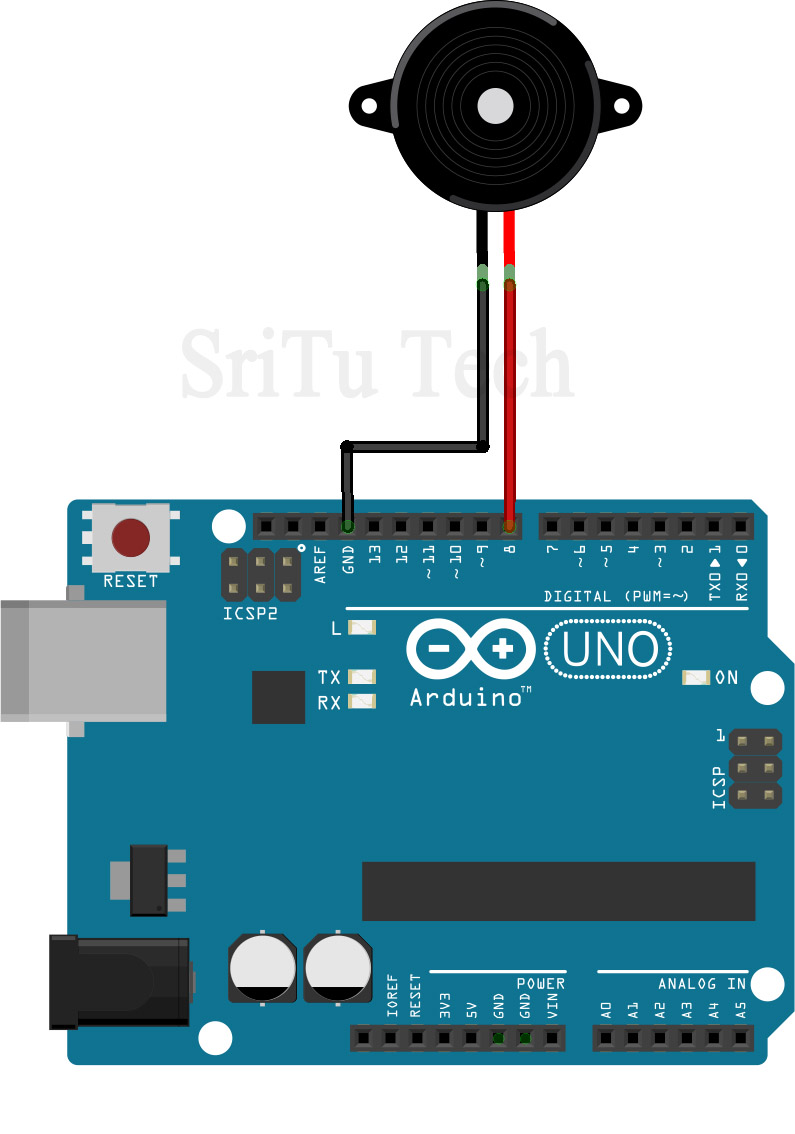 SriTu Tech
RESET
ICSP2
AREF
GND
13
12
~11
~10
~9
8
7
~6
~5
4
~3
2
TX0▶1
RX0◀0
DIGITAL (PWM=~)
L
TX
RX
Arduino™
UNO
ON
1
ICSP
POWER
ANALOG IN
IOREF
RESET
3V3
5V
GND
GND
VIN
A0
A1
A2
A3
A4
A5